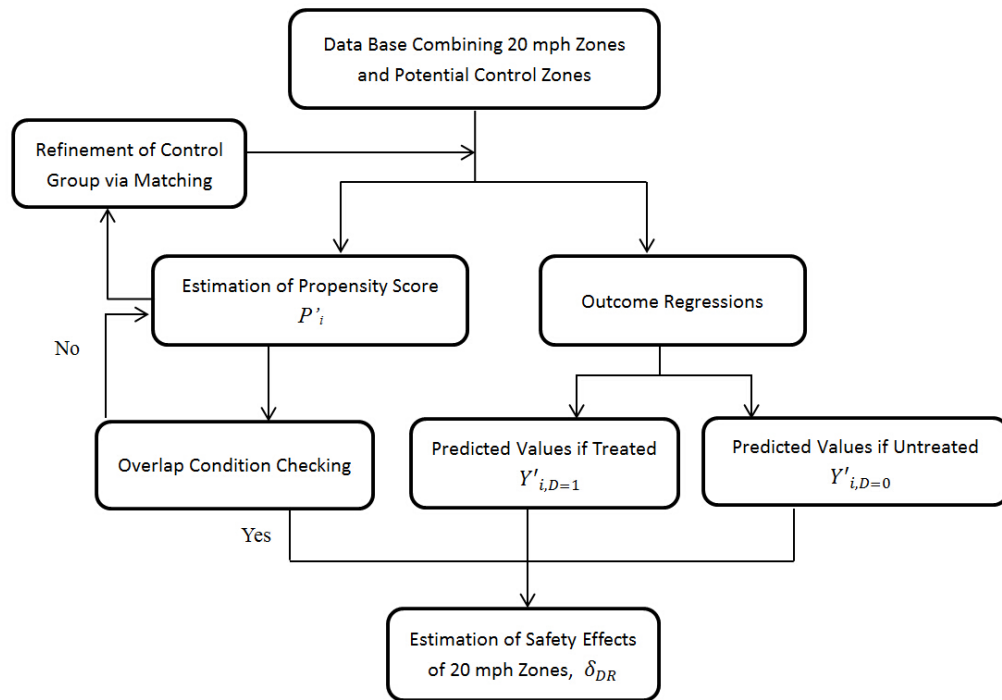 Data Base Combining 20 mph Zones
and Potential Control Zones
Refinement of Control
Group via Matching
Estimation of Propensity Score
P'ᵢ
Outcome Regressions
No
Overlap Condition Checking
Predicted Values if Treated
Y'ᵢ,D=1
Predicted Values if Untreated
Y'ᵢ,D=0
Yes
Estimation of Safety Effects
of 20 mph Zones, δDR